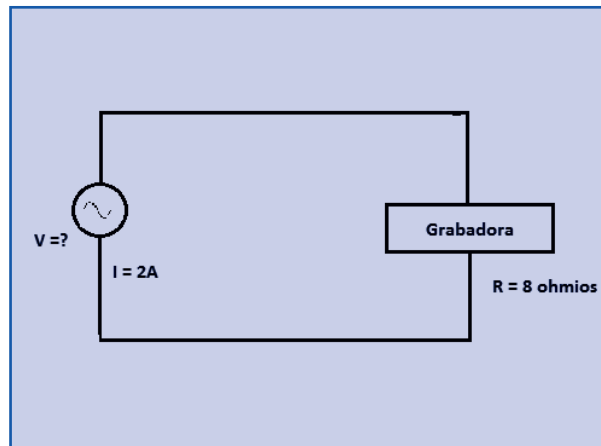 Grabadora
V =?
I = 2A
R = 8 ohmios